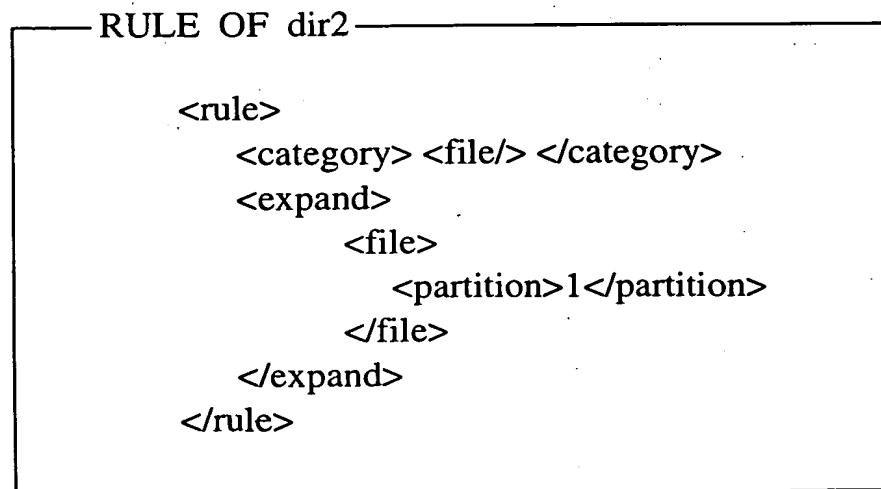 RULE OF dir2
<rule>
<category> <file/> </category>
<expand>
<file>
<partition>1</partition>
</file>
</expand>
</rule>